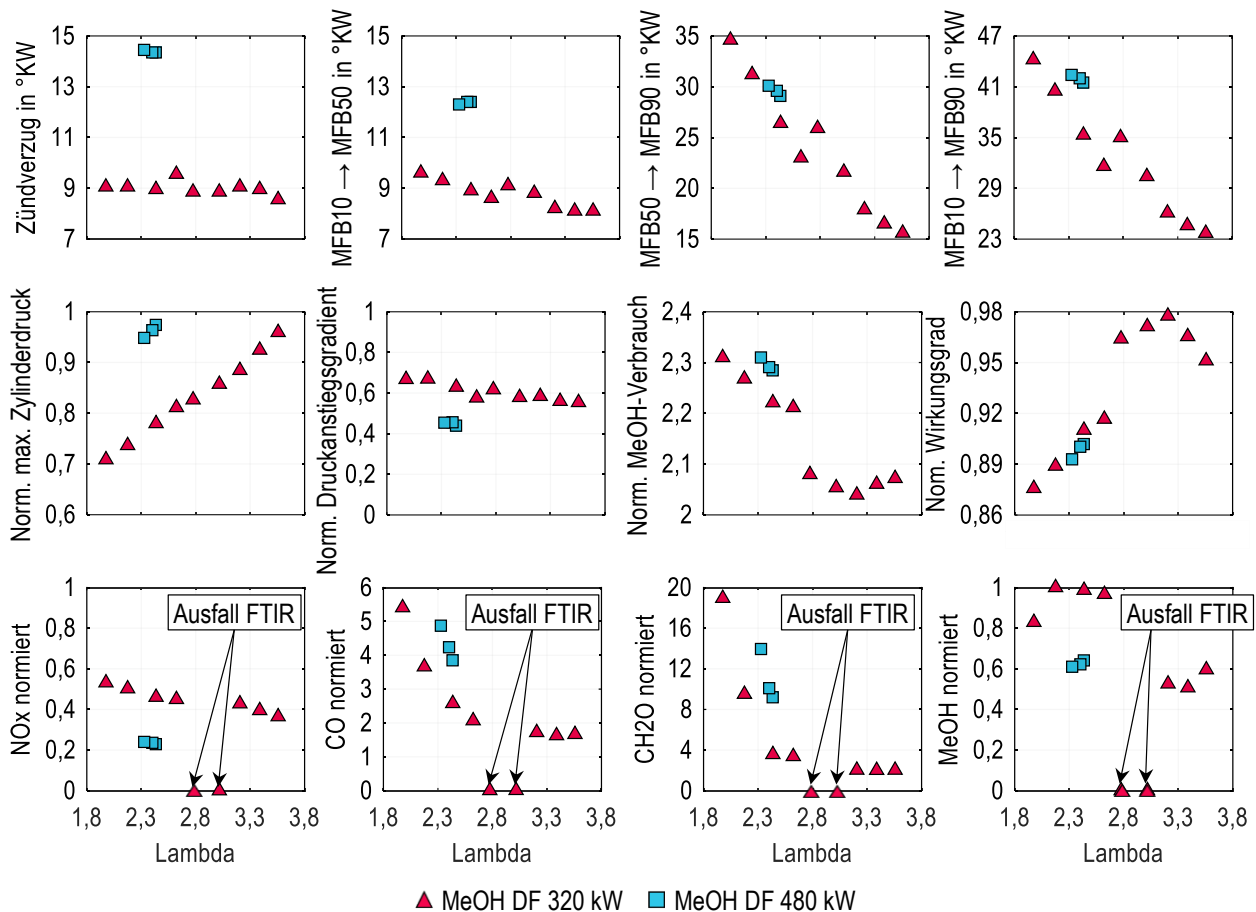 Zündverzug in °KW
15
13
11
9
7
MFB10 → MFB50 in °KW
15
13
11
9
7
MFB50 → MFB90 in °KW
35
30
25
20
15
MFB10 → MFB90 in °KW
47
41
35
29
23
Norm. max. Zylinderdruck
1
0,9
0,8
0,7
0,6
Norm. Druckanstiegsgradient
1
0,8
0,6
0,4
0,2
0
Norm. MeOH-Verbrauch
2,4
2,3
2,2
2,1
2
Nom. Wirkungsgrad
0,98
0,95
0,92
0,89
0,86
NOx normiert
1
0,8
0,6
0,4
0,2
0
Ausfall FTIR
1,8 2,3 2,8 3,3 3,8
Lambda
CO normiert
6
5
4
3
2
1
0
Ausfall FTIR
1,8 2,3 2,8 3,3 3,8
Lambda
CH2O normiert
20
16
12
8
4
0
Ausfall FTIR
1,8 2,3 2,8 3,3 3,8
Lambda
MeOH normiert
1
0,8
0,6
0,4
0,2
0
Ausfall FTIR
1,8 2,3 2,8 3,3 3,8
Lambda
MeOH DF 320 kW
MeOH DF 480 kW